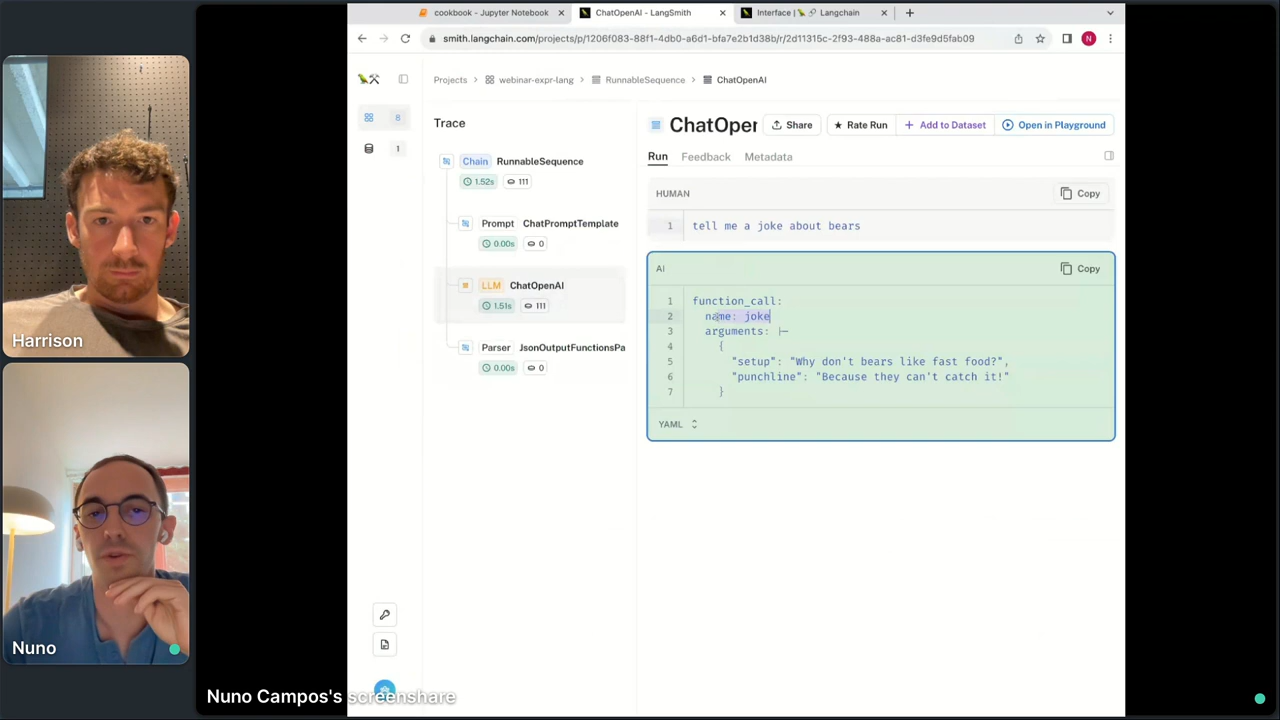 Harrison
Nuno
Nuno Campos's screenshare
cookbook - Jupyter Notebook
ChatOpenAI - LangSmith
Interface | Langchain
smith.langchain.com/projects/p/1206f083-88f1-4db0-a6d1-bfa7e2b1d38b/r/2d11315c-2f93-488a-ac81-d3fe9d5fab09
N
8
1
Projects > webinar-expr-lang > RunnableSequence > ChatOpenAI
Trace
Chain RunnableSequence
1.52s 111
Prompt ChatPromptTemplate
0.00s 0
LLM ChatOpenAI
1.51s 111
Parser JsonOutputFunctionsPa
0.00s 0
ChatOper
Share
Rate Run
+ Add to Dataset
Open in Playground
Run Feedback Metadata
HUMAN
Copy
1 tell me a joke about bears
AI
Copy
1 function_call:
2 name: joke
3 arguments: |-
4 {
5 "setup": "Why don't bears like fast food?",
6 "punchline": "Because they can't catch it!"
7 }
YAML